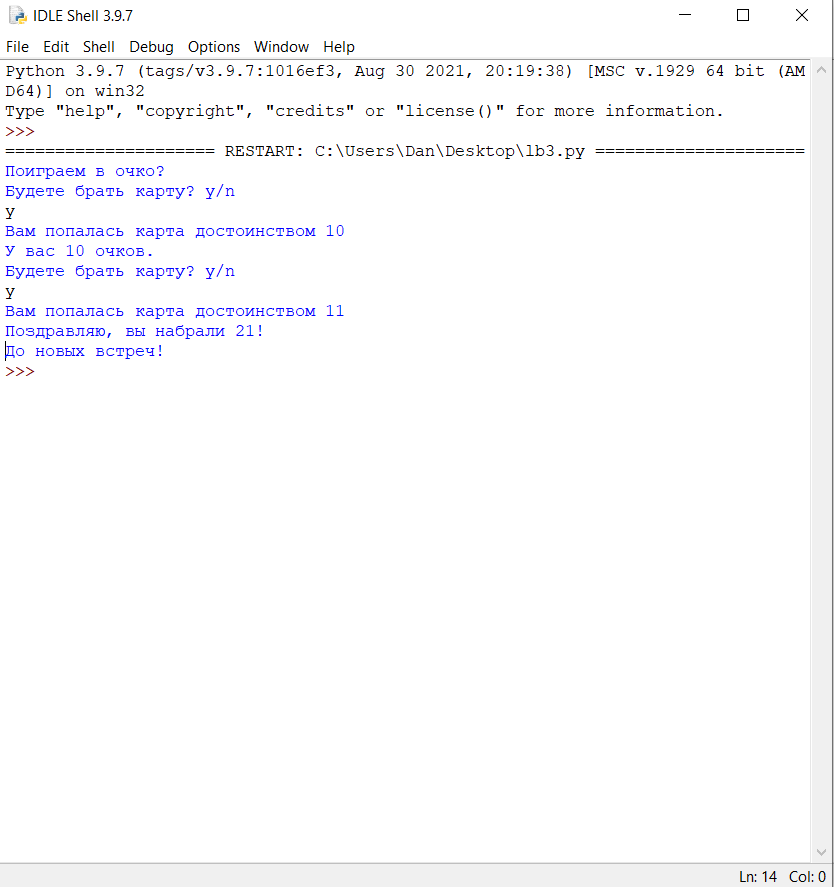 IDLE Shell 3.9.7
File Edit Shell Debug Options Window Help
Python 3.9.7 (tags/v3.9.7:1016ef3, Aug 30 2021, 20:19:38) [MSC v.1929 64 bit (AM
D64)] on win32
Type "help", "copyright", "credits" or "license()" for more information.
>>>
===================== RESTART: C:\Users\Dan\Desktop\lb3.py =====================
Поиграем в очко?
Будете брать карту? y/n
y
Вам попалась карта достоинством 10
У вас 10 очков.
Будете брать карту? y/n
y
Вам попалась карта достоинством 11
Поздравляю, вы набрали 21!
До новых встреч!
>>>
Ln: 14 Col: 0